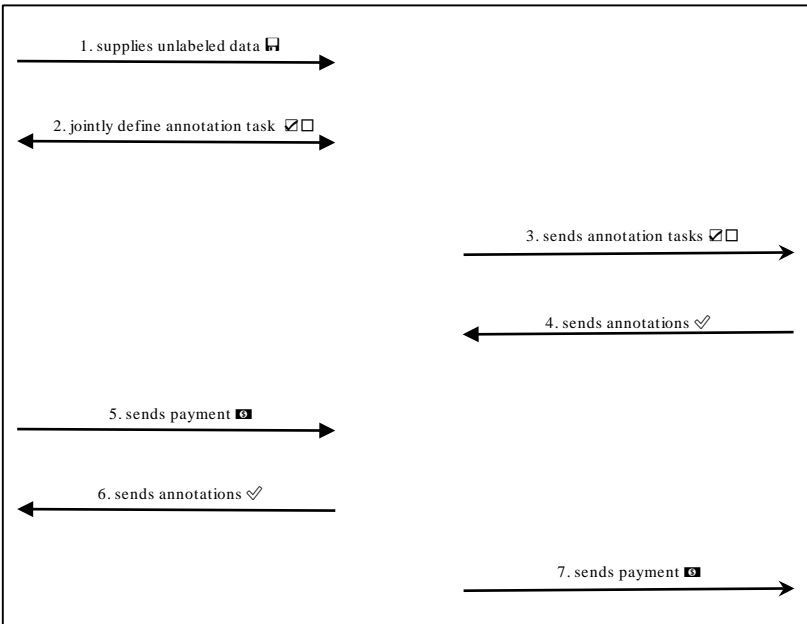 1. supplies unlabeled data
2. jointly define annotation task
3. sends annotation tasks
4. sends annotations
5. sends payment
6. sends annotations
7. sends payment